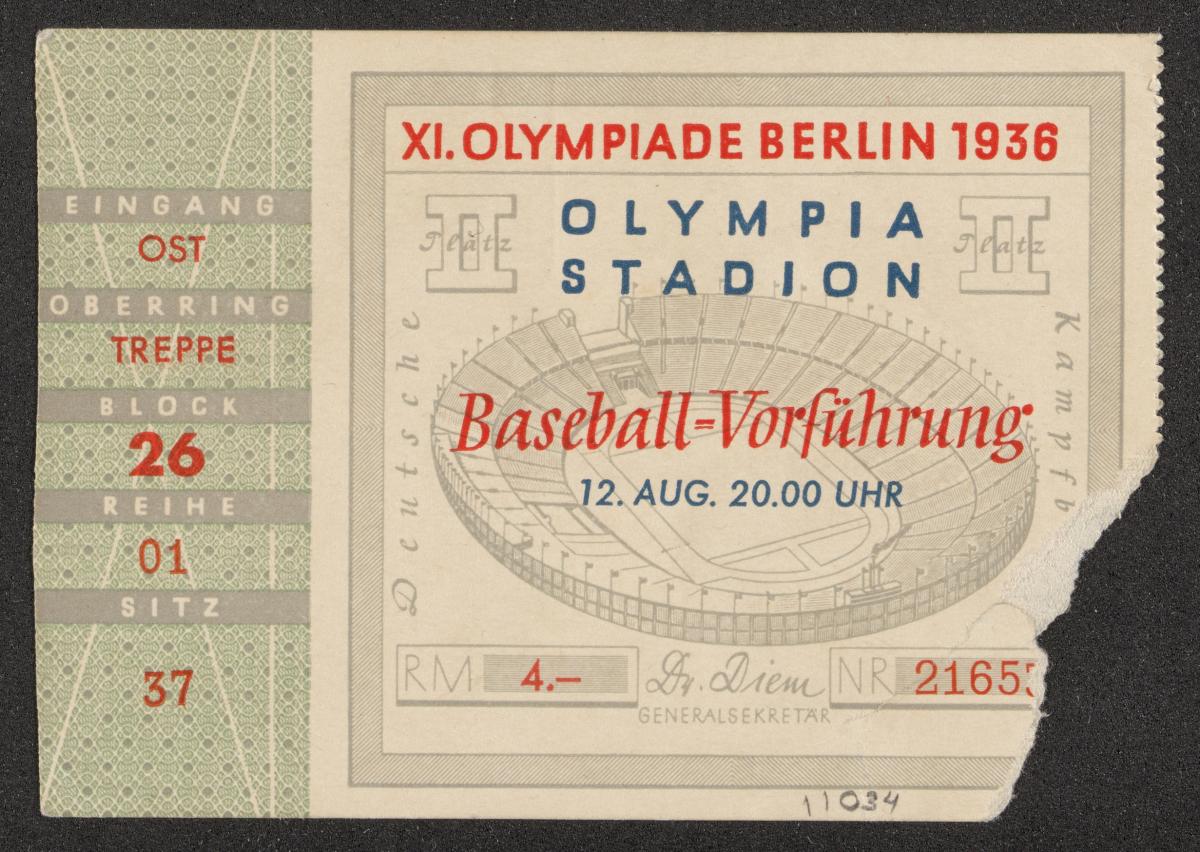 EINGANG
OST
OBERRING
TREPPE
BLOCK
26
REIHE
01
SITZ
37
XI. OLYMPIADE BERLIN 1936
II Platz
II Platz
OLYMPIA
STADION
Deutsche
Kampfb
Baseball=Vorführung
12. AUG. 20.00 UHR
RM 4.–
Dr. Diem
GENERALSEKRETÄR
NR 2165
11034